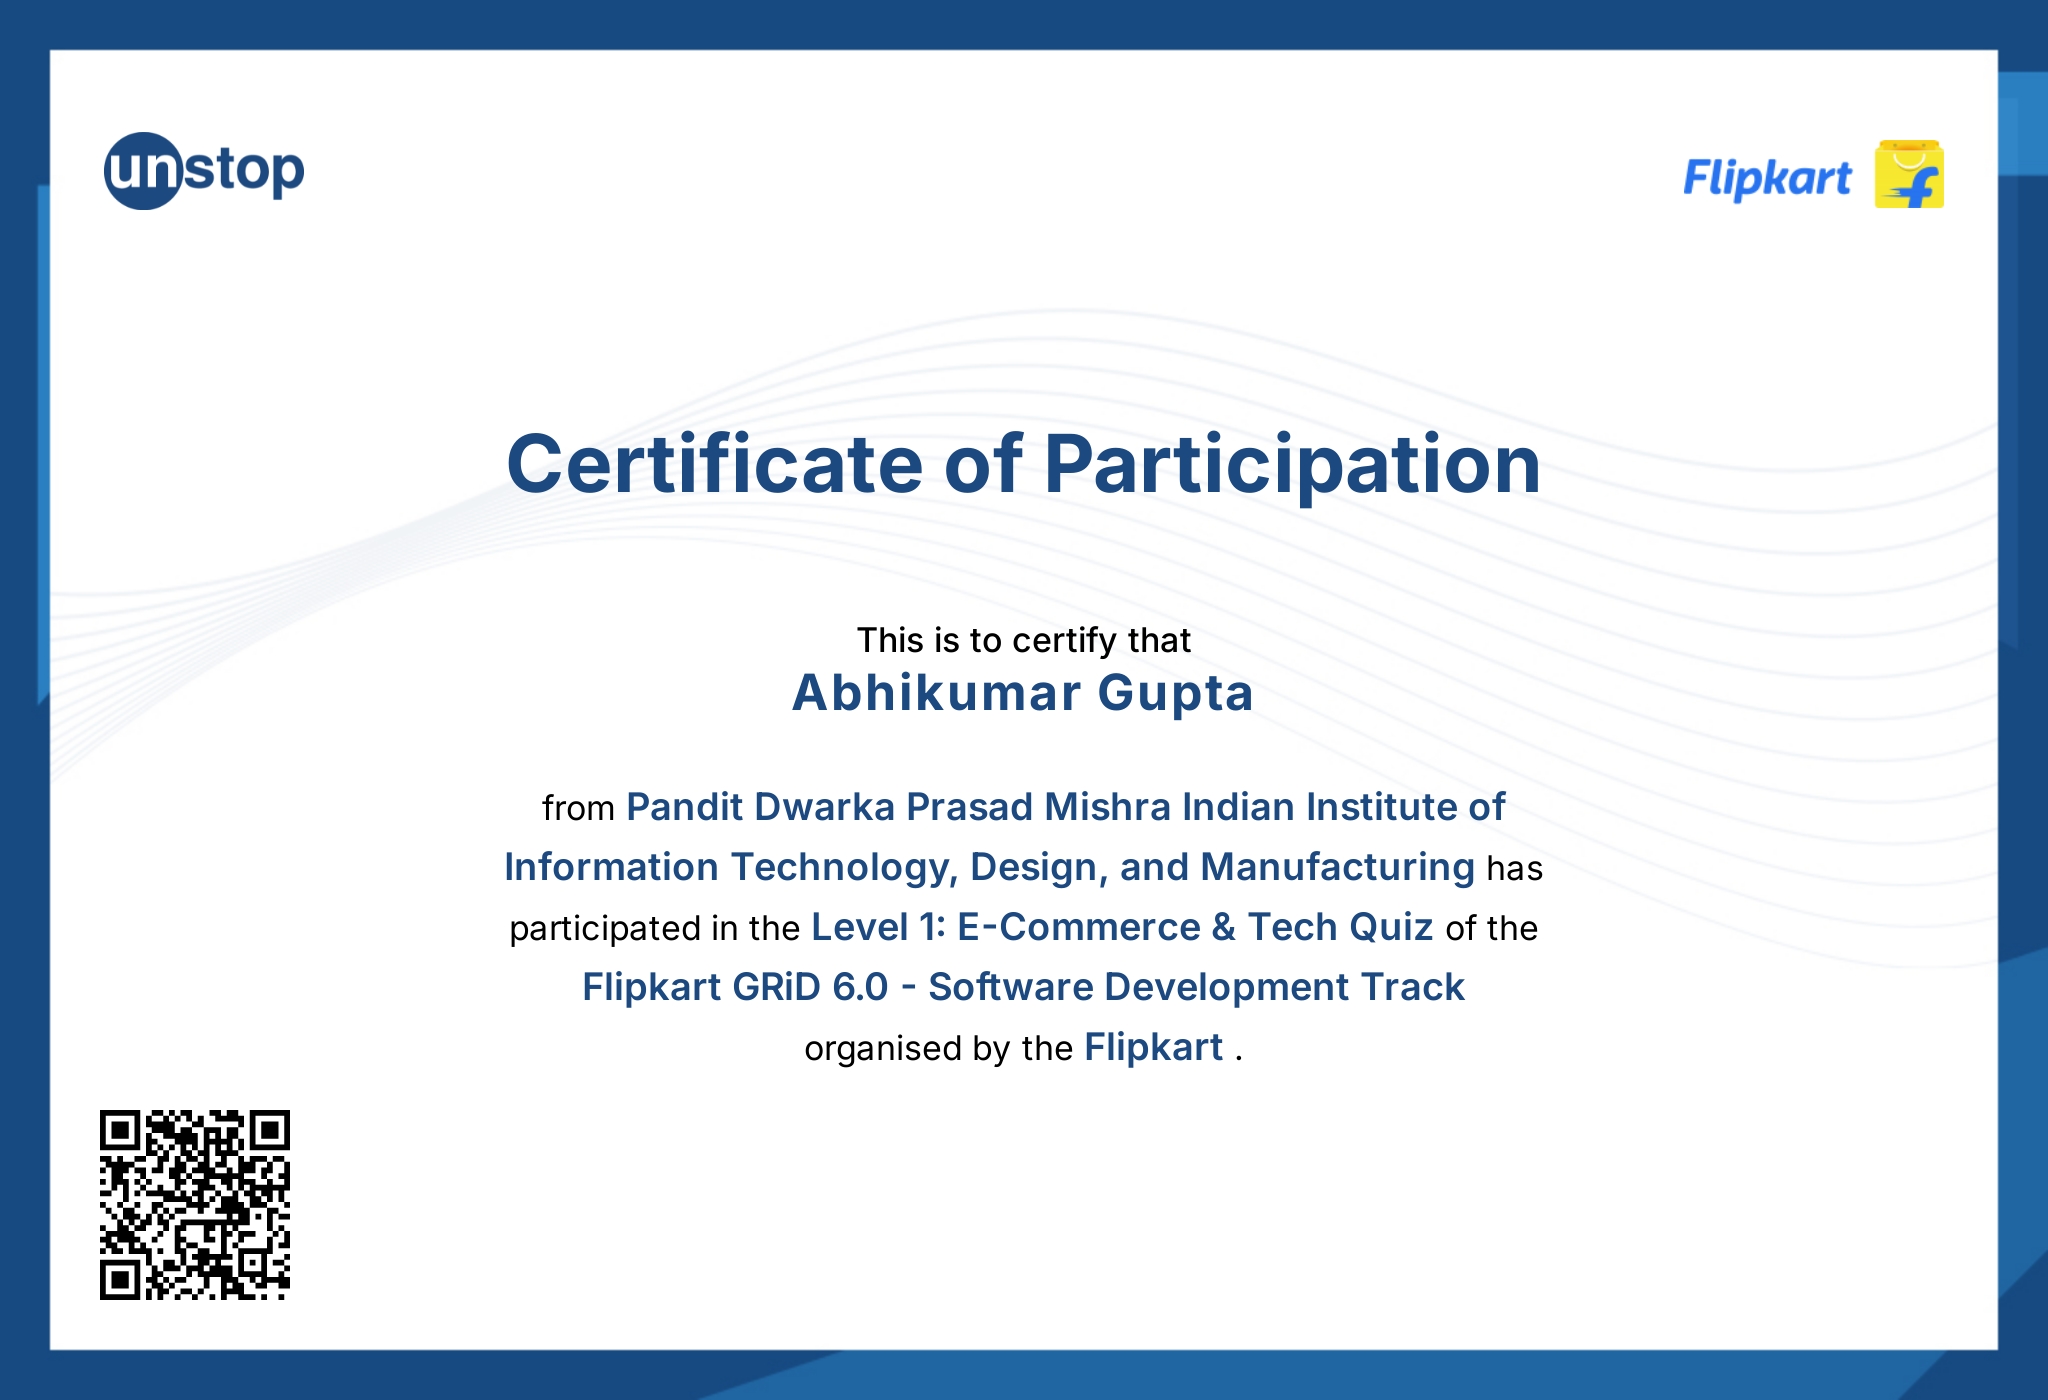 unstop
Flipkart
Certificate of Participation
This is to certify that
Abhikumar Gupta
from Pandit Dwarka Prasad Mishra Indian Institute of
Information Technology, Design, and Manufacturing has
participated in the Level 1: E-Commerce & Tech Quiz of the
Flipkart GRiD 6.0 - Software Development Track
organised by the Flipkart .